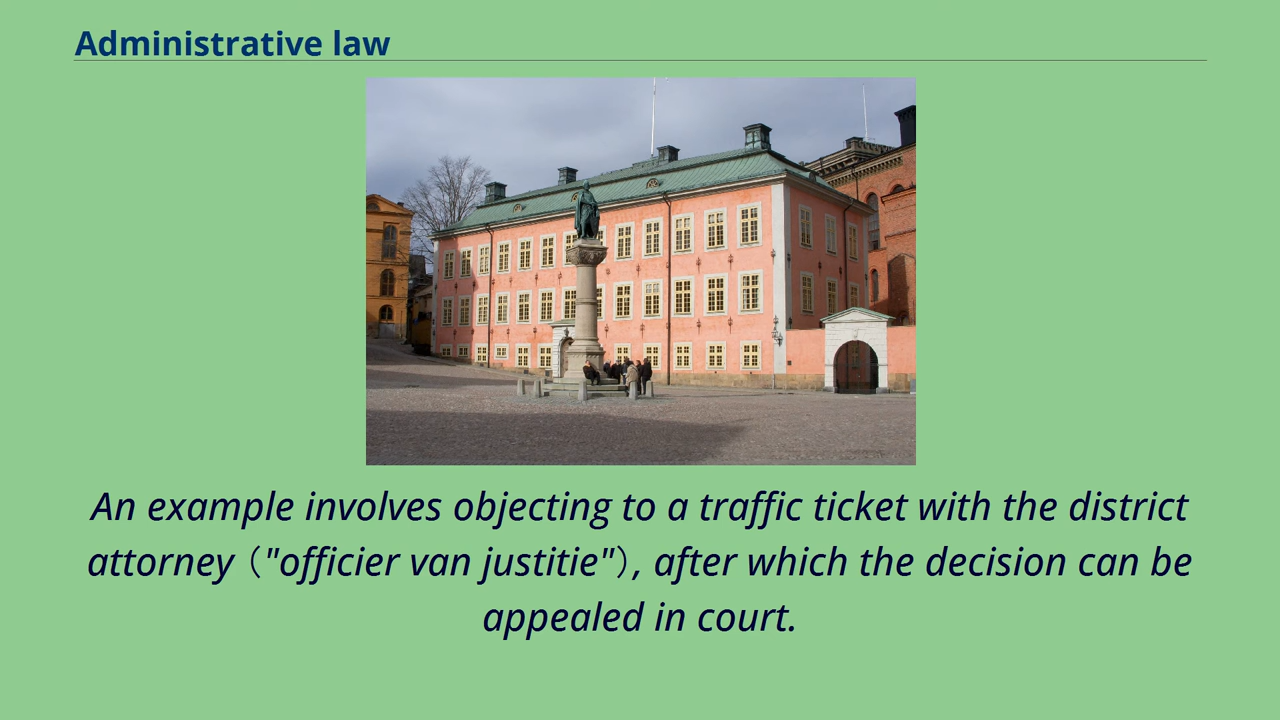 Administrative law
An example involves objecting to a traffic ticket with the district
attorney （"officier van justitie"）, after which the decision can be
appealed in court.